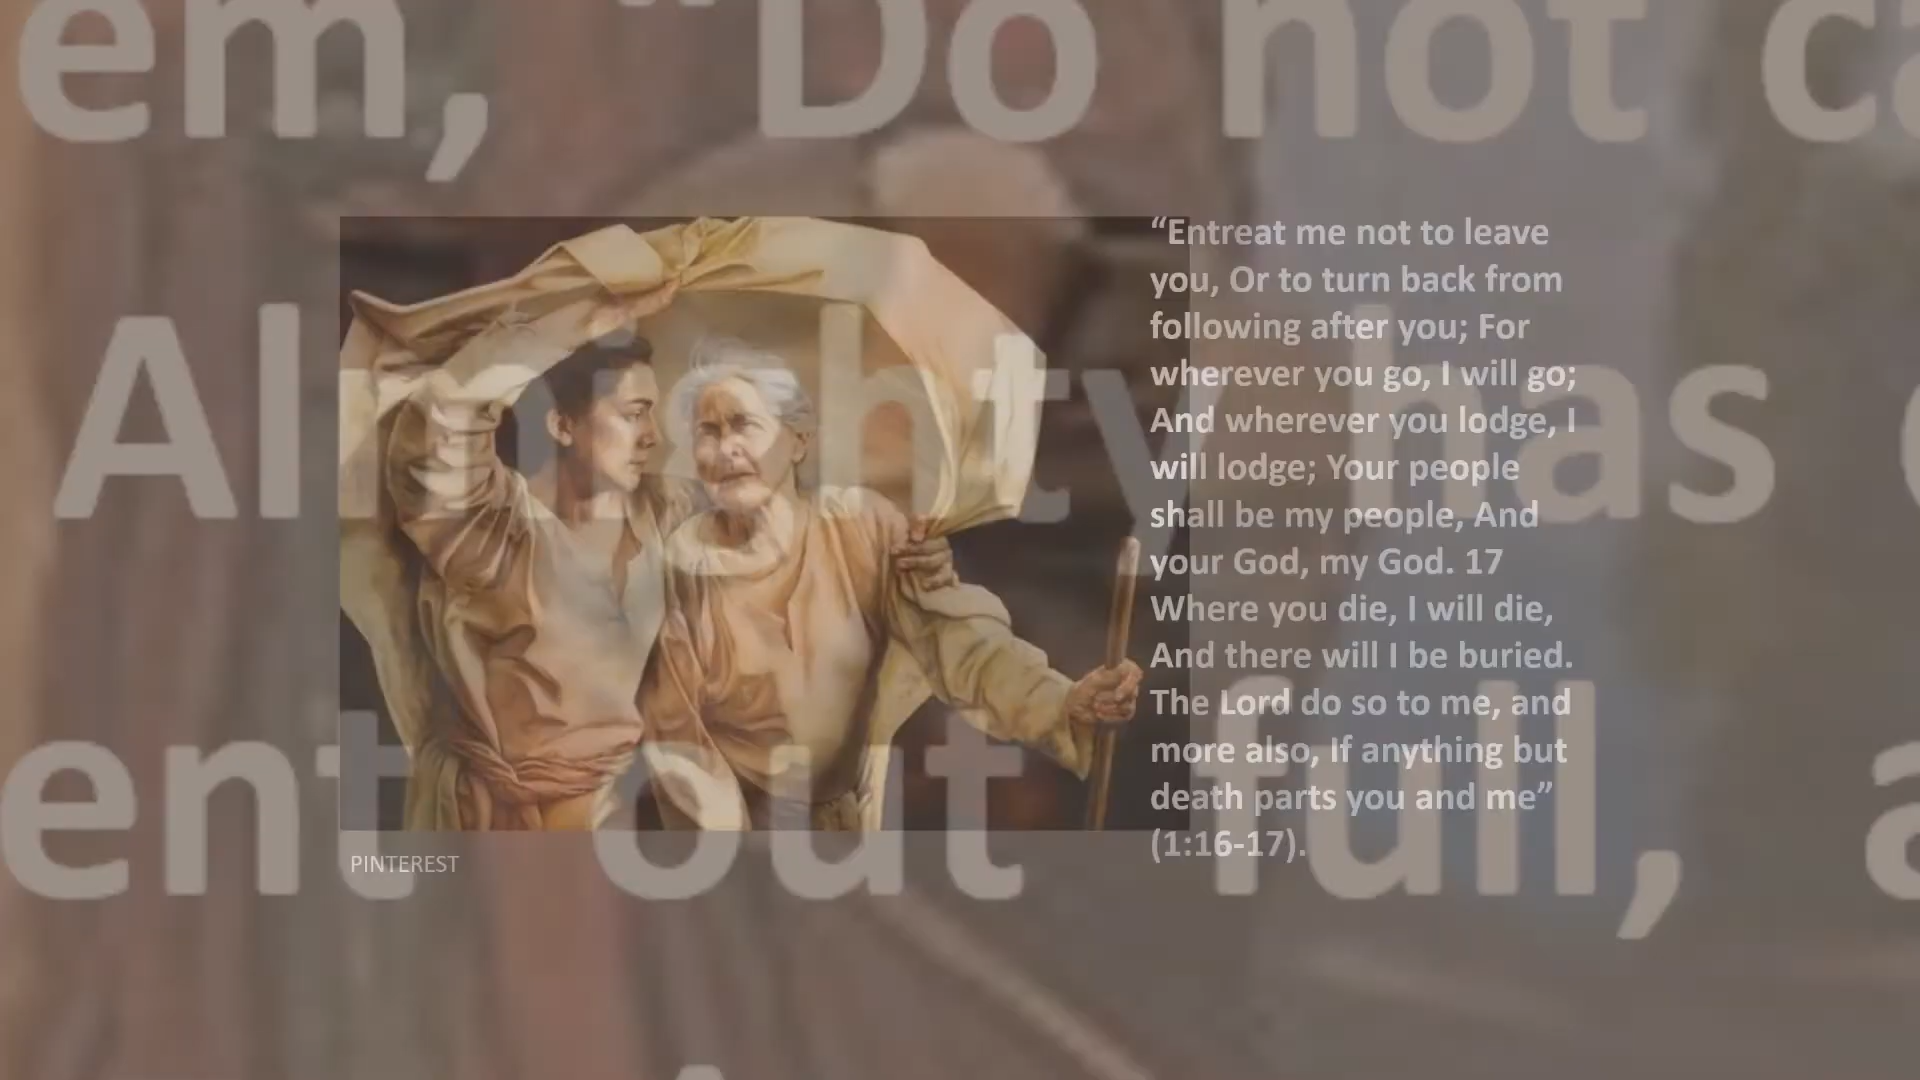 em, “Do not ca
Almighty has
ent out full, a
“Entreat me not to leave
you, Or to turn back from
following after you; For
wherever you go, I will go;
And wherever you lodge, I
will lodge; Your people
shall be my people, And
your God, my God. 17
Where you die, I will die,
And there will I be buried.
The Lord do so to me, and
more also, If anything but
death parts you and me”
(1:16-17).
PINTEREST